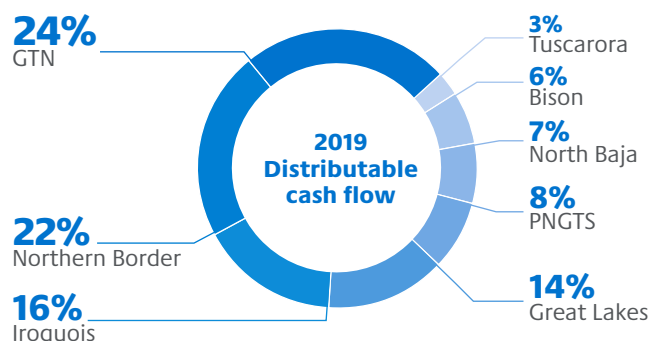 24%
GTN
22%
Northern Border
16%
Iroquois
2019
Distributable
cash flow
3%
Tuscarora
6%
Bison
7%
North Baja
8%
PNGTS
14%
Great Lakes